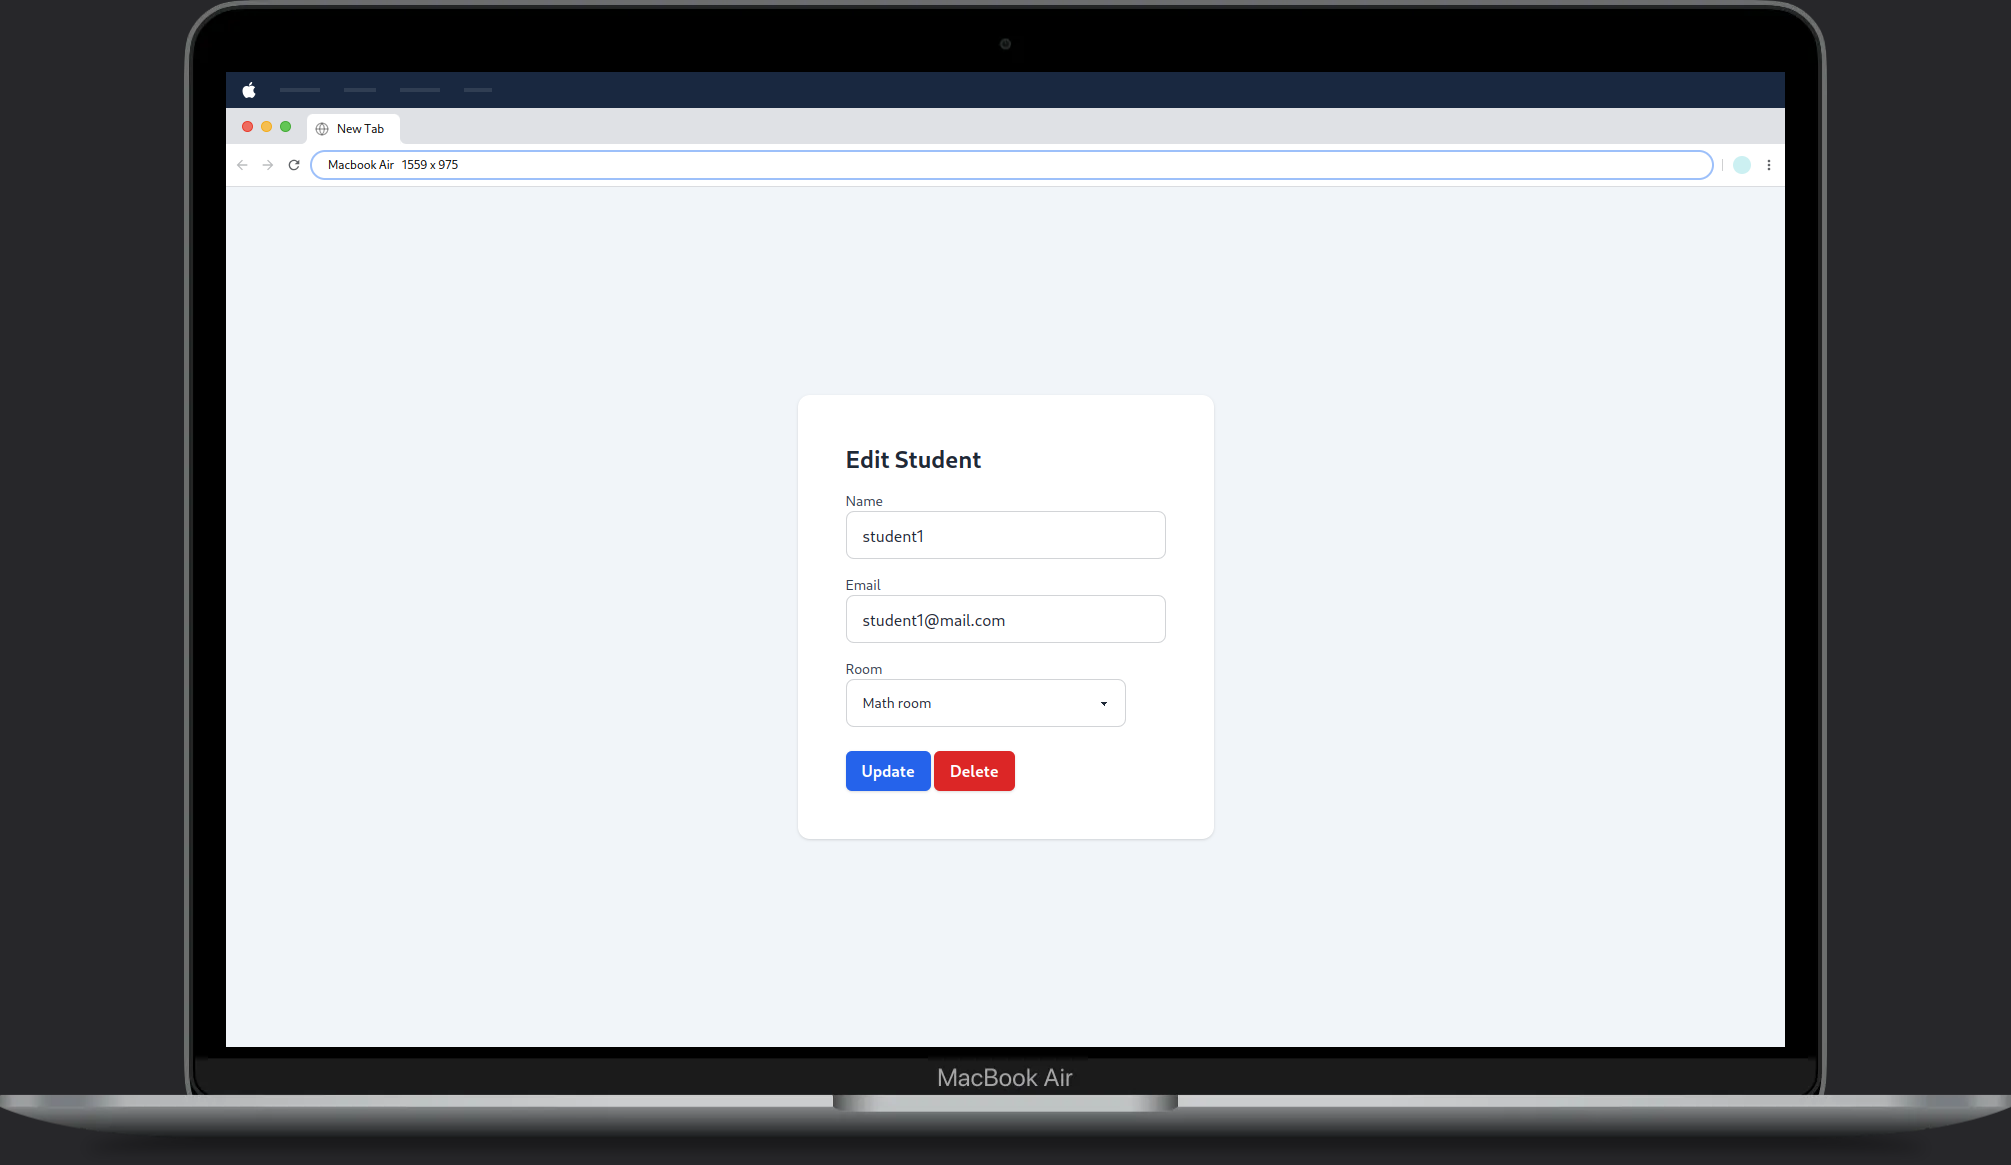 New Tab
Macbook Air 1559 x 975
Edit Student
Name
student1
Email
student1@mail.com
Room
Math room
Update Delete
MacBook Air